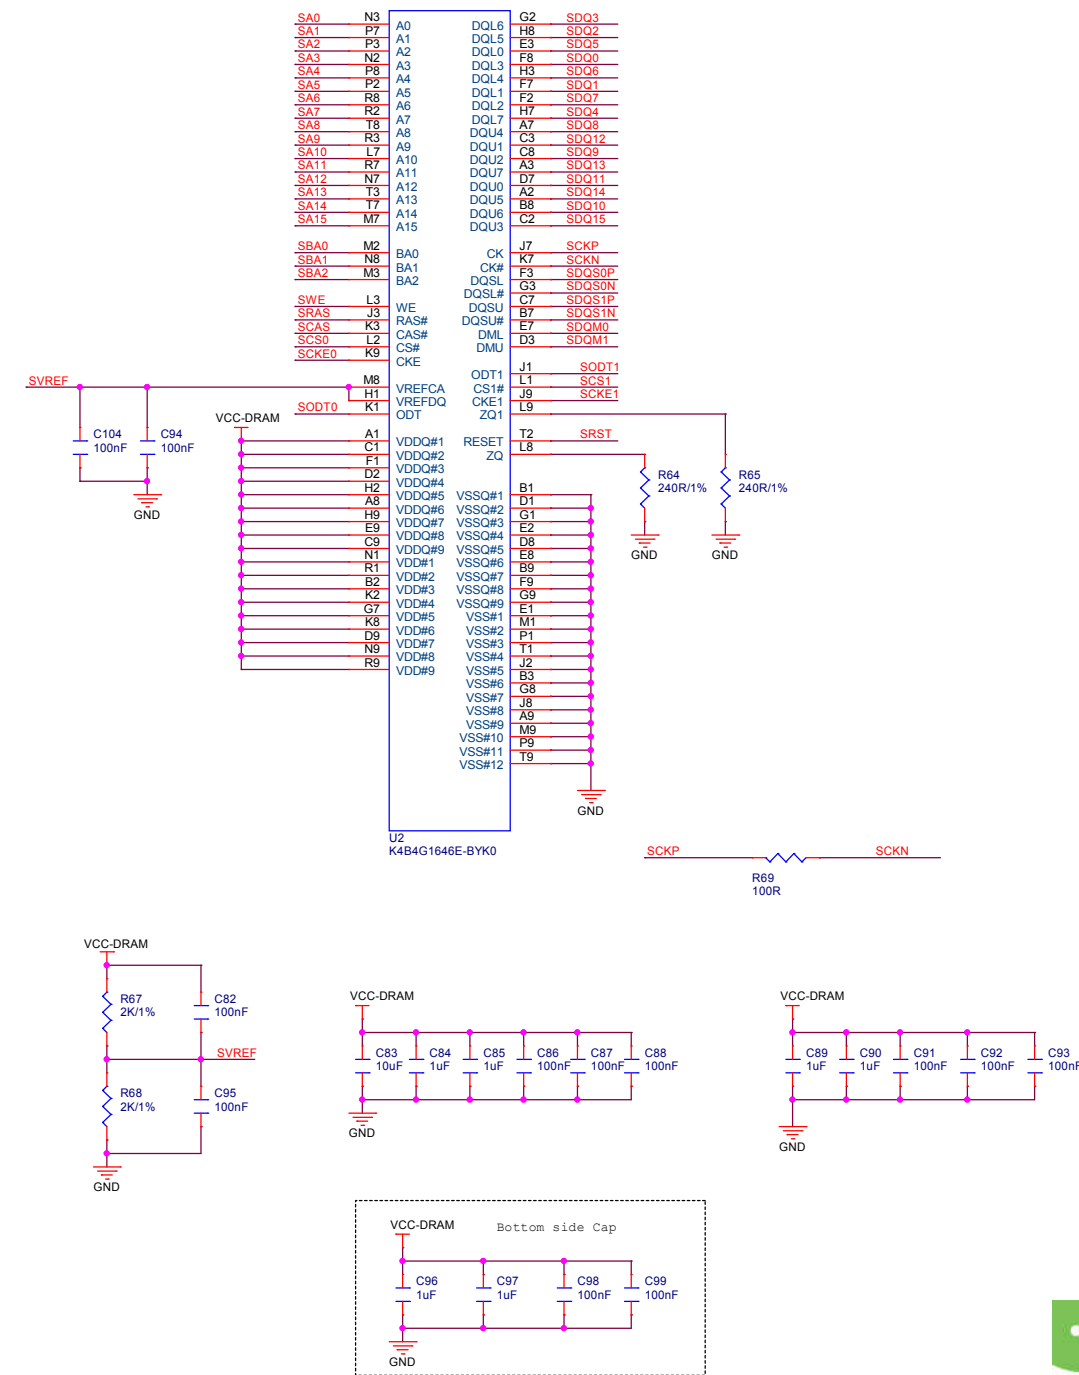 SA0 N3 A0 DQL6 G2 SDQ3
SA1 P7 A1 DQL5 H8 SDQ2
SA2 P3 A2 DQL0 E3 SDQ5
SA3 N2 A3 DQL3 F8 SDQ0
SA4 P8 A4 DQL4 H3 SDQ6
SA5 P2 A5 DQL1 F7 SDQ1
SA6 R8 A6 DQL2 F2 SDQ7
SA7 R2 A7 DQL7 H7 SDQ4
SA8 T8 A8 DQU4 A7 SDQ8
SA9 R3 A9 DQU1 C3 SDQ12
SA10 L7 A10 DQU2 C8 SDQ9
SA11 R7 A11 DQU7 A3 SDQ13
SA12 N7 A12 DQU0 D7 SDQ11
SA13 T3 A13 DQU5 A2 SDQ14
SA14 T7 A14 DQU6 B8 SDQ10
SA15 M7 A15 DQU3 C2 SDQ15
SBA0 M2 BA0 CK J7 SCKP
SBA1 N8 BA1 CK# K7 SCKN
SBA2 M3 BA2 DQSL F3 SDQS0P
DQSL# G3 SDQS0N
SWE L3 WE DQSU C7 SDQS1P
SRAS J3 RAS# DQSU# B7 SDQS1N
SCAS K3 CAS# DML E7 SDQM0
SCS0 L2 CS# DMU D3 SDQM1
SCKE0 K9 CKE
ODT1 J1 SODT1
SVREF M8 VREFCA CS1# L1 SCS1
H1 VREFDQ CKE1 J9 SCKE1
SODT0 K1 ODT ZQ1 L9
VCC-DRAM
C104 100nF
C94 100nF
GND
A1 VDDQ#1 RESET T2 SRST
C1 VDDQ#2 ZQ L8
F1 VDDQ#3
D2 VDDQ#4
R64 240R/1%
R65 240R/1%
GND
GND
H2 VDDQ#5 VSSQ#1 B1
A8 VDDQ#6 VSSQ#2 D1
H9 VDDQ#7 VSSQ#3 G1
E9 VDDQ#8 VSSQ#4 E2
C9 VDDQ#9 VSSQ#5 D8
N1 VDD#1 VSSQ#6 E8
R1 VDD#2 VSSQ#7 B9
B2 VDD#3 VSSQ#8 F9
K2 VDD#4 VSSQ#9 G9
G7 VDD#5 VSS#1 E1
K8 VDD#6 VSS#2 M1
D9 VDD#7 VSS#3 P1
N9 VDD#8 VSS#4 T1
R9 VDD#9 VSS#5 J2
VSS#6 B3
VSS#7 G8
VSS#8 J8
VSS#9 A9
VSS#10 M9
VSS#11 P9
VSS#12 T9
GND
U2
K4B4G1646E-BYK0
SCKP SCKN
R69
100R
VCC-DRAM
R67 C82
2K/1% 100nF
SVREF
R68 C95
2K/1% 100nF
GND
VCC-DRAM
C83 C84 C85 C86 C87 C88
10uF 1uF 1uF 100nF 100nF 100nF
GND
VCC-DRAM
C89 C90 C91 C92 C93
1uF 1uF 100nF 100nF 100nF
GND
VCC-DRAM Bottom side Cap
C96 C97 C98 C99
1uF 1uF 100nF 100nF
GND